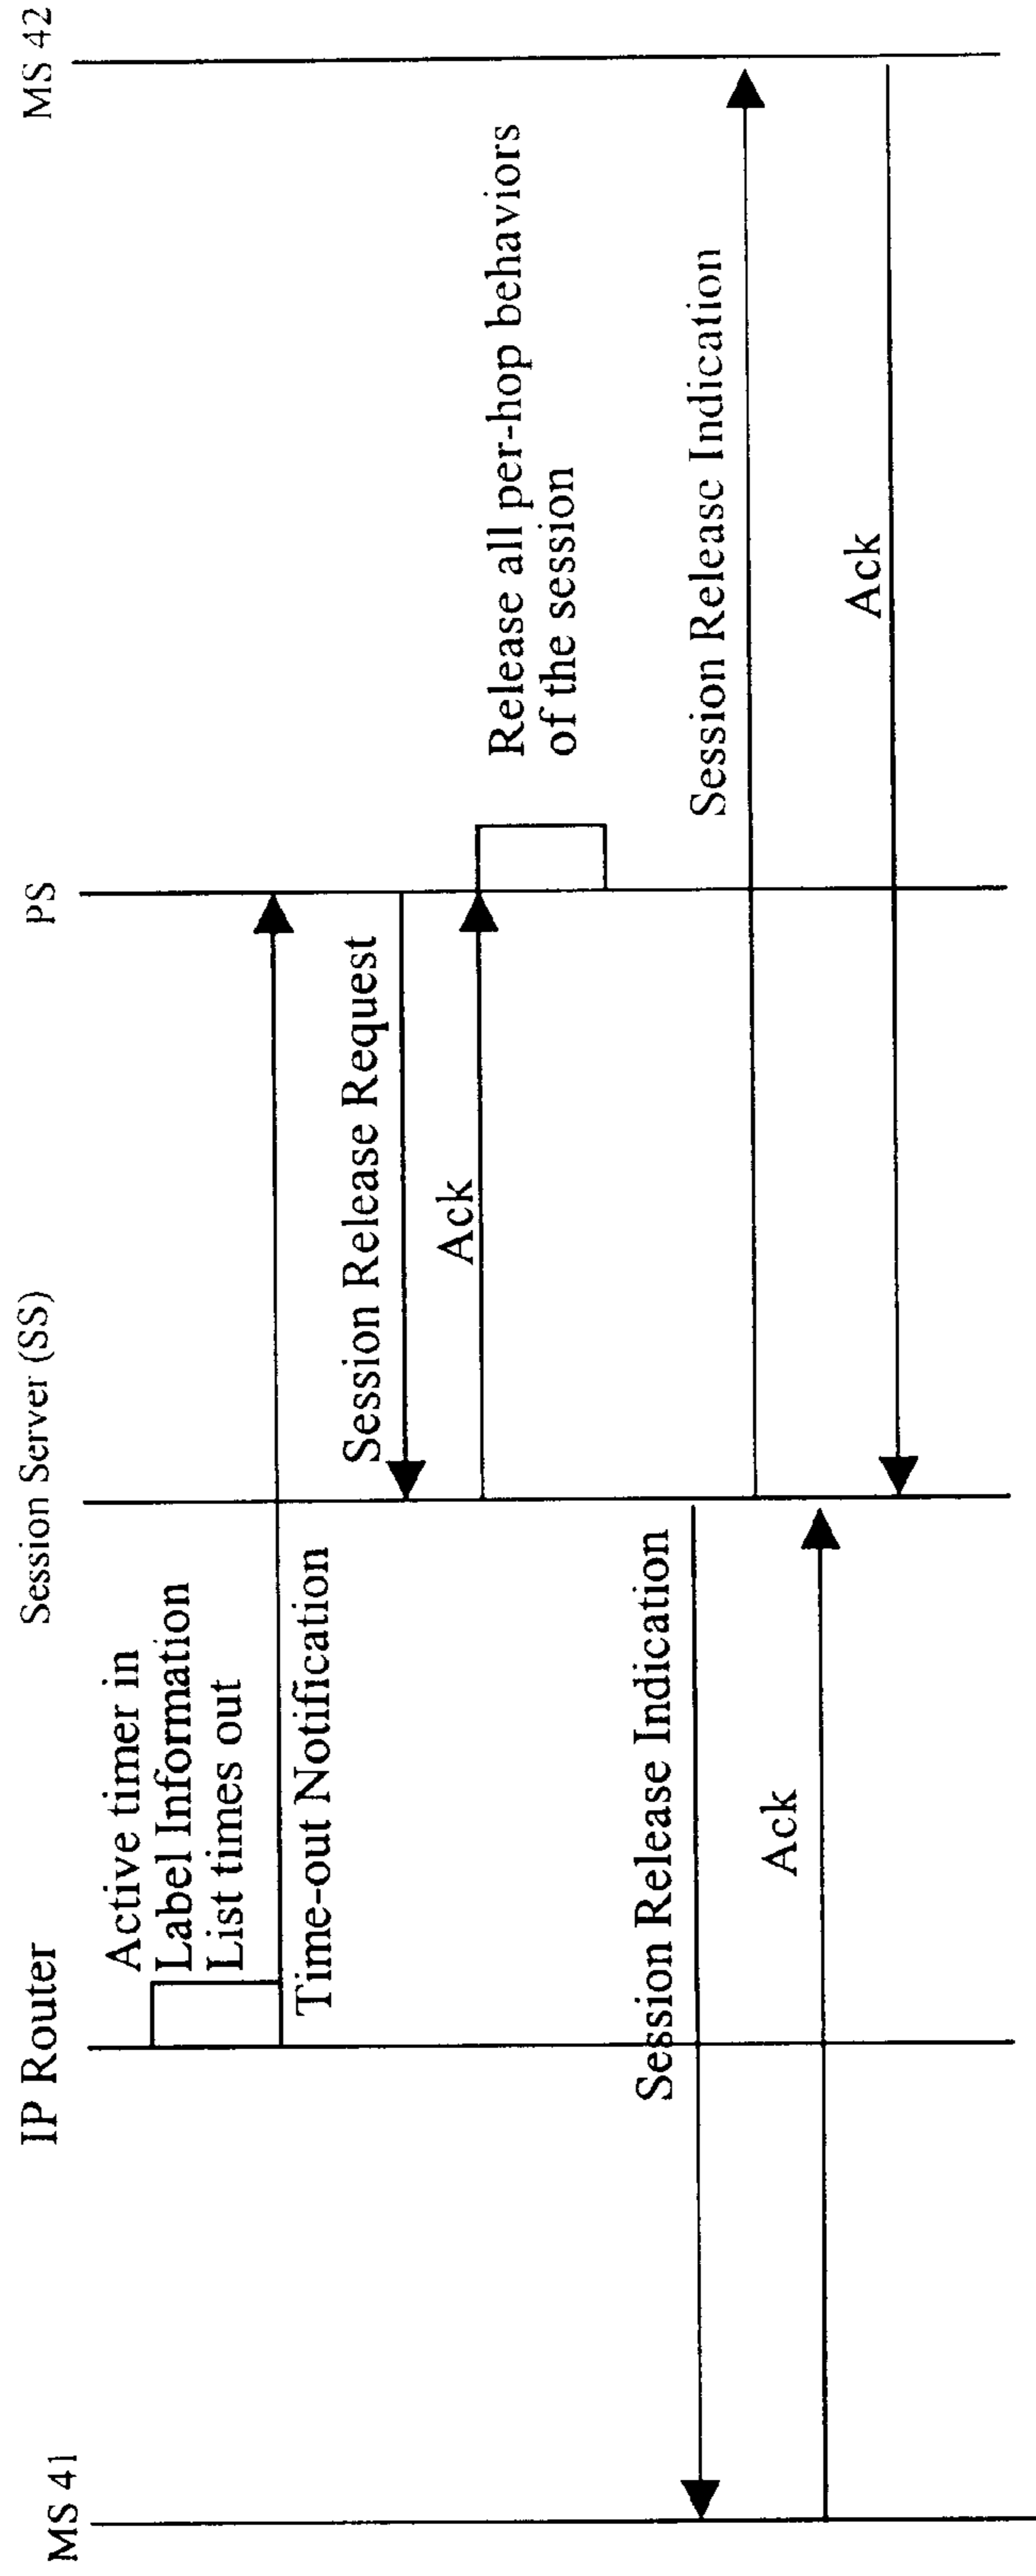 MS 41
IP Router
Session Server (SS)
PS
MS 42
Active timer in
Label Information
List times out
Time-out Notification
Session Release Request
Ack
Release all per-hop behaviors
of the session
Session Release Indication
Session Release Indication
Ack
Ack